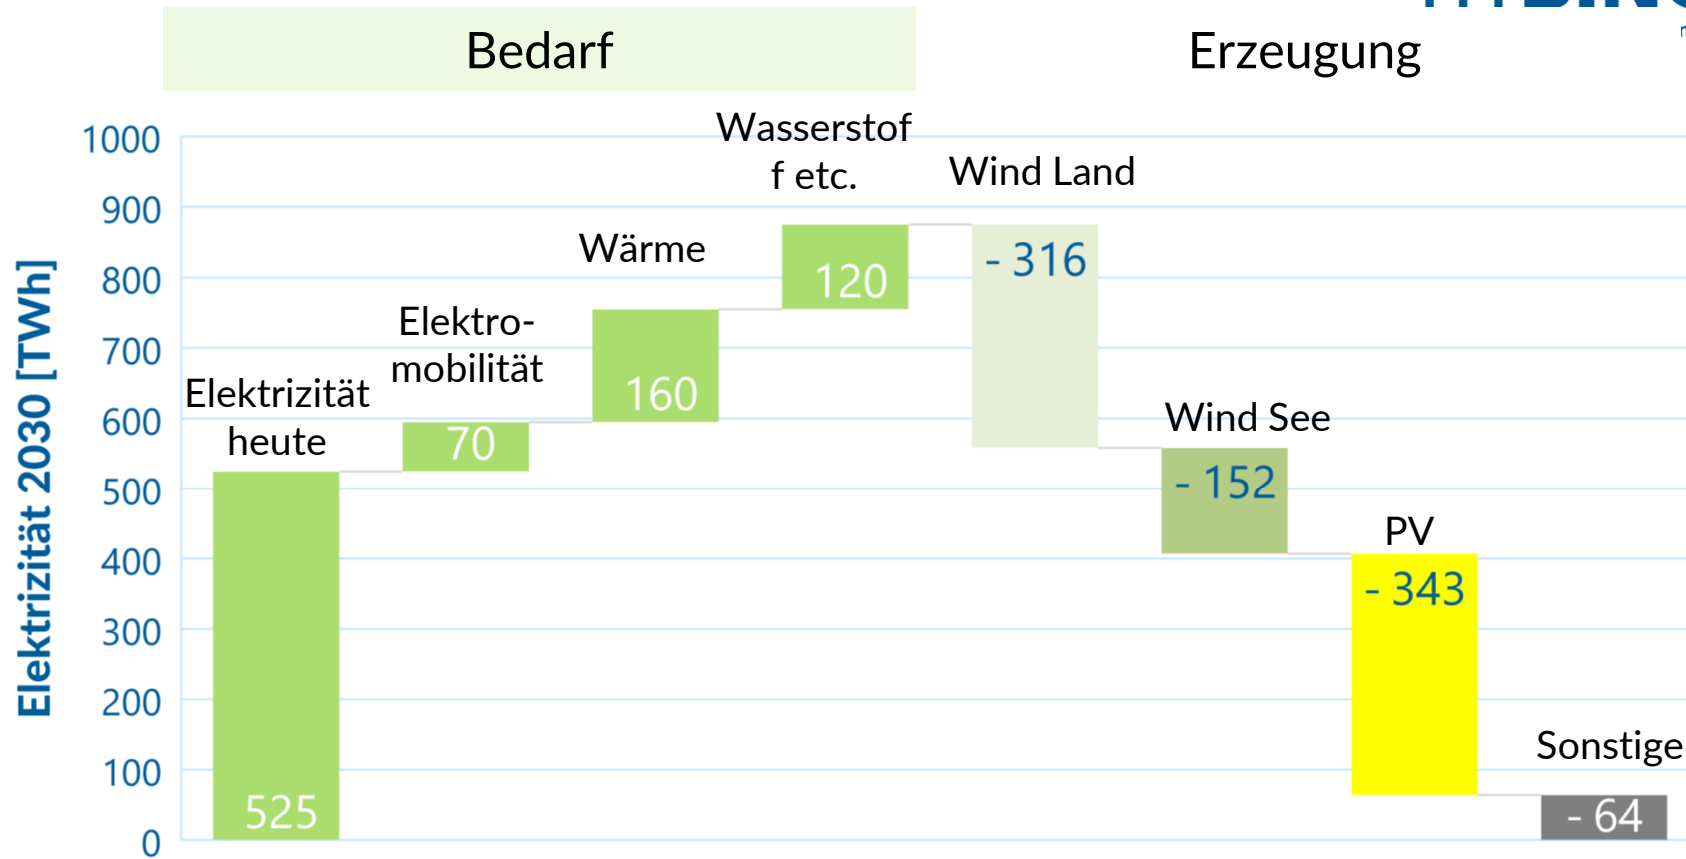 Bedarf
Erzeugung
Elektrizität 2030 [TWh]
1000
900
800
700
600
500
400
300
200
100
0
Elektrizität
heute
525
Elektro-
mobilität
70
Wärme
160
Wasserstof
f etc.
120
Wind Land
- 316
Wind See
- 152
PV
- 343
Sonstige
- 64